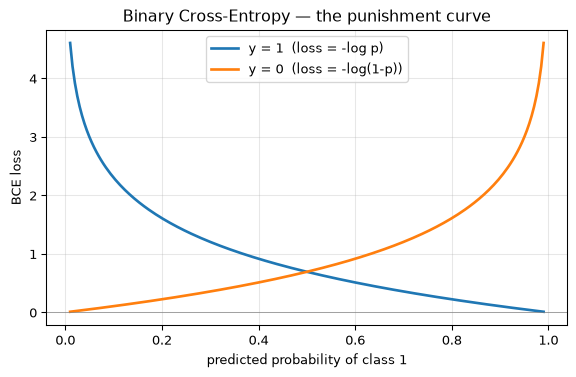 Binary Cross-Entropy — the punishment curve
y = 1  (loss = -log p)
y = 0  (loss = -log(1-p))
BCE loss
4
3
2
1
0
0.0 0.2 0.4 0.6 0.8 1.0
predicted probability of class 1